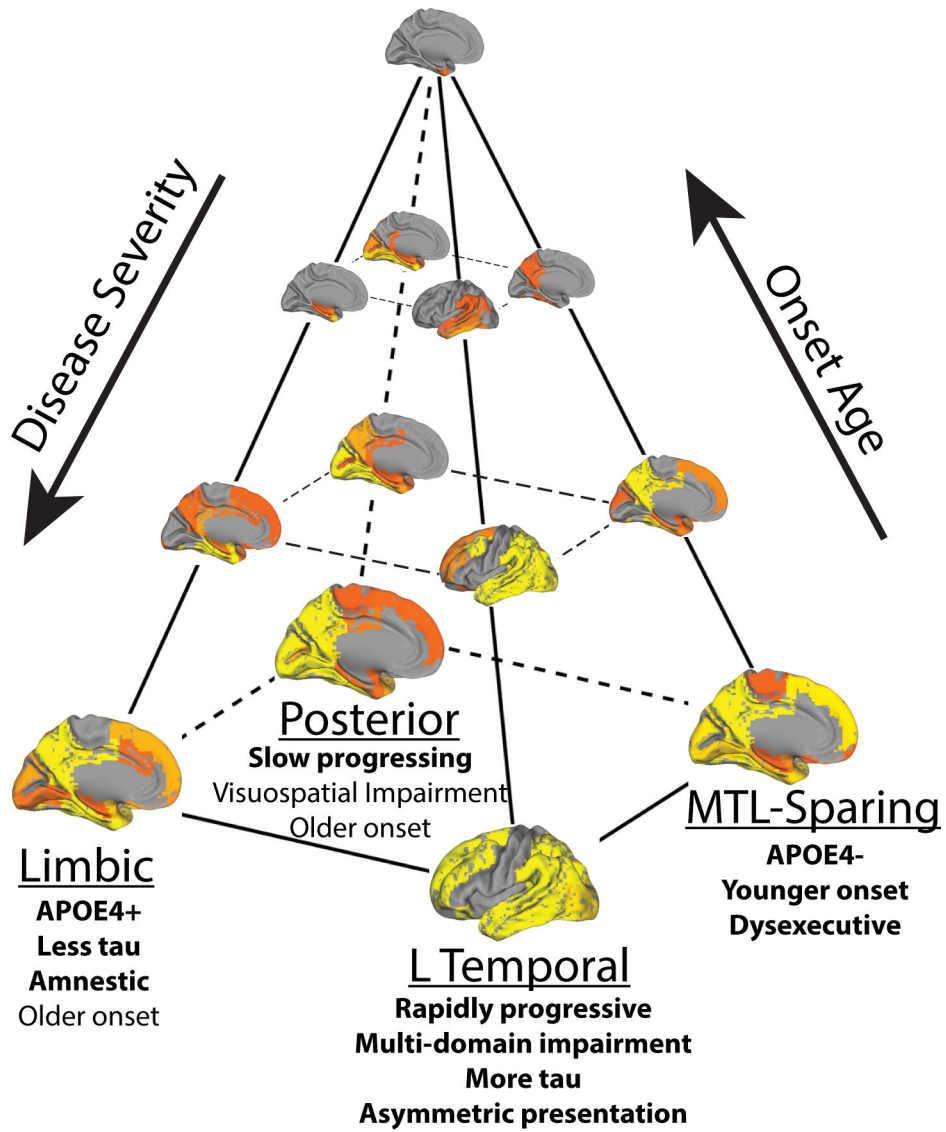 Disease Severity
Onset Age
Posterior
Slow progressing
Visuospatial Impairment
Older onset
Limbic
APOE4+
Less tau
Amnestic
Older onset
MTL-Sparing
APOE4-
Younger onset
Dysexecutive
L Temporal
Rapidly progressive
Multi-domain impairment
More tau
Asymmetric presentation